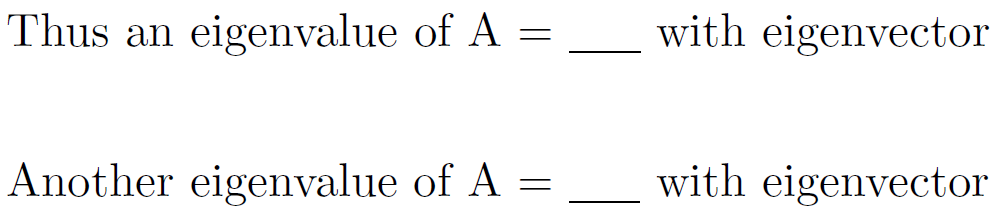 Thus an eigenvalue of A = ___ with eigenvector
Another eigenvalue of A = ___ with eigenvector